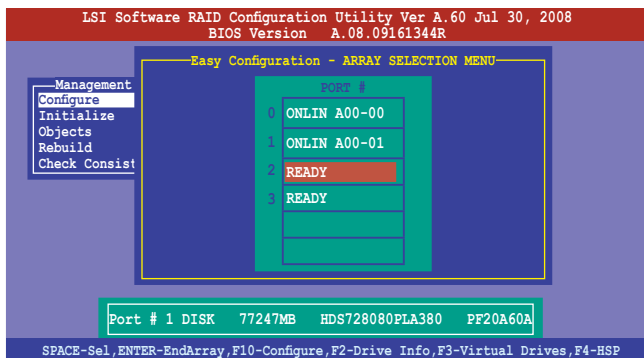 LSI Software RAID Configuration Utility Ver A.60 Jul 30, 2008
BIOS Version A.08.09161344R
Easy Configuration - ARRAY SELECTION MENU
Management
Configure
Initialize
Objects
Rebuild
Check Consist
PORT #
0 ONLIN A00-00
1 ONLIN A00-01
2 READY
3 READY
Port # 1 DISK 77247MB HDS728080PLA380 PF20A60A
SPACE-Sel,ENTER-EndArray,F10-Configure,F2-Drive Info,F3-Virtual Drives,F4-HSP